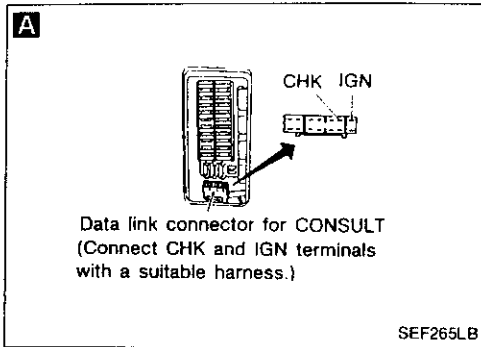 A
CHK IGN
Data link connector for CONSULT
(Connect CHK and IGN terminals
with a suitable harness.)
SEF265LB